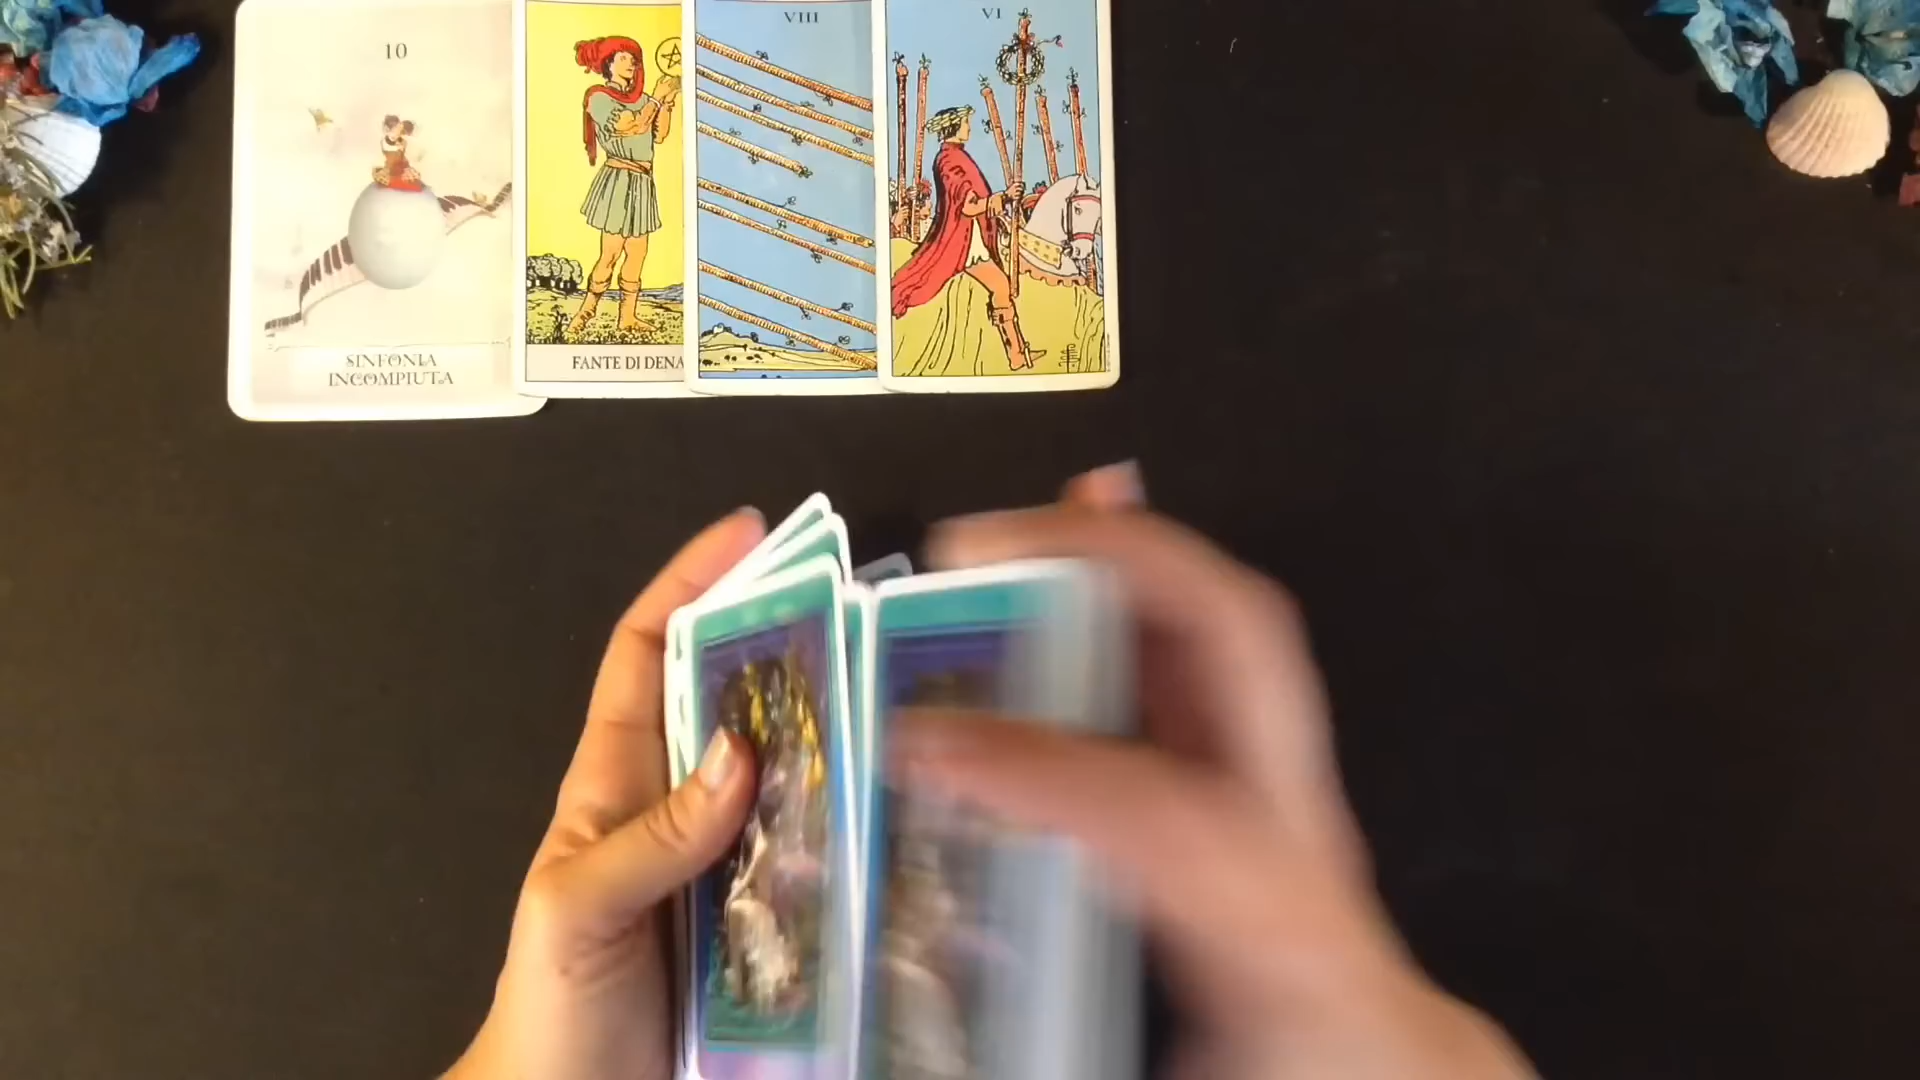 10
SINFONIA
INCOMPIUTA
FANTE DI DENA
VIII
VI